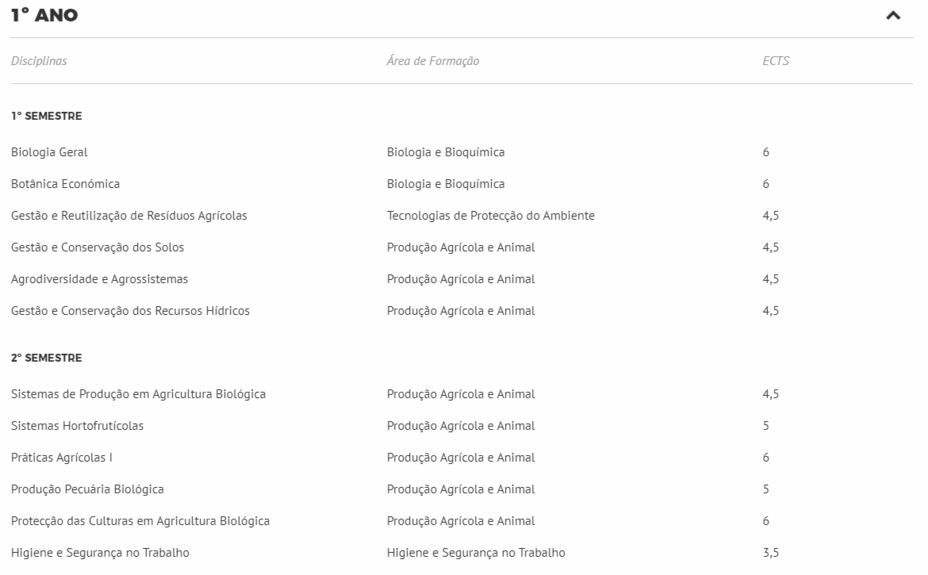 1º ANO
Disciplinas Área de Formação ECTS
1º SEMESTRE
Biologia Geral Biologia e Bioquímica 6
Botânica Económica Biologia e Bioquímica 6
Gestão e Reutilização de Resíduos Agrícolas Tecnologias de Protecção do Ambiente 4,5
Gestão e Conservação dos Solos Produção Agrícola e Animal 4,5
Agrodiversidade e Agrossistemas Produção Agrícola e Animal 4,5
Gestão e Conservação dos Recursos Hídricos Produção Agrícola e Animal 4,5
2º SEMESTRE
Sistemas de Produção em Agricultura Biológica Produção Agrícola e Animal 4,5
Sistemas Hortofrutícolas Produção Agrícola e Animal 5
Práticas Agrícolas I Produção Agrícola e Animal 6
Produção Pecuária Biológica Produção Agrícola e Animal 5
Protecção das Culturas em Agricultura Biológica Produção Agrícola e Animal 6
Higiene e Segurança no Trabalho Higiene e Segurança no Trabalho 3,5